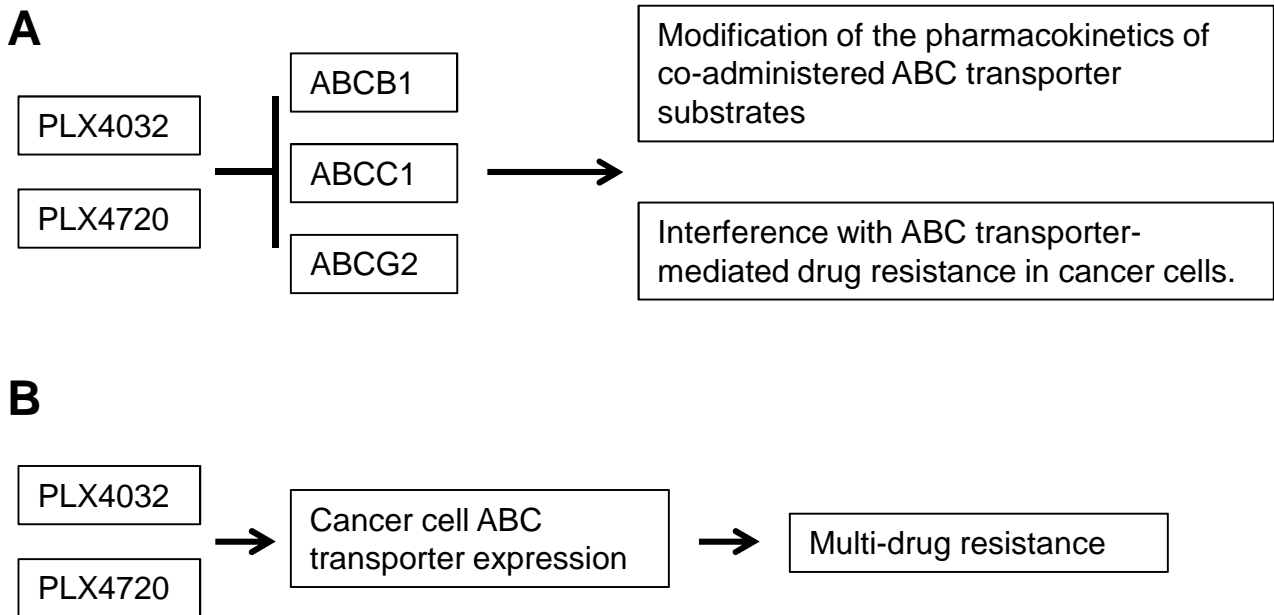 A
PLX4032
PLX4720
ABCB1
ABCC1
ABCG2
Modification of the pharmacokinetics of
co-administered ABC transporter
substrates
Interference with ABC transporter-
mediated drug resistance in cancer cells.
B
PLX4032
PLX4720
Cancer cell ABC
transporter expression
Multi-drug resistance